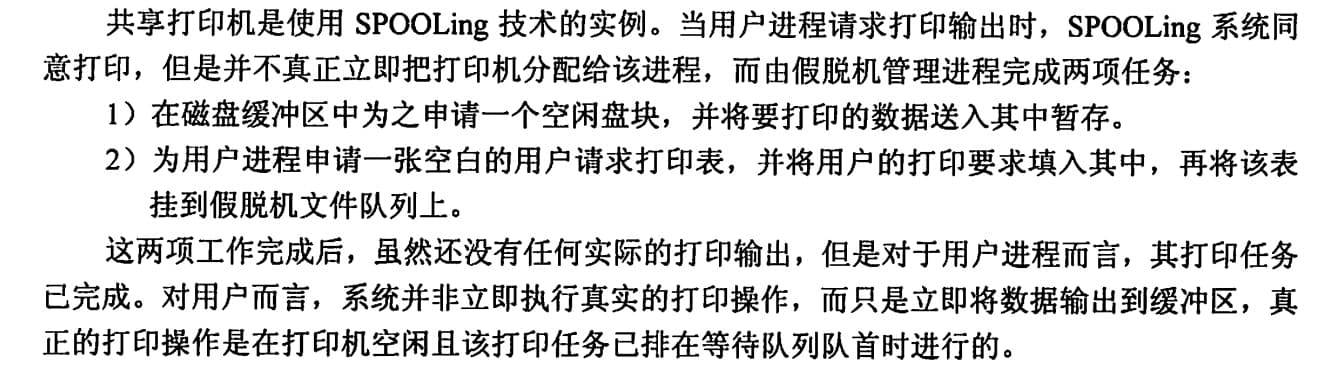 共享打印机是使用 SPOOLing 技术的实例。当用户进程请求打印输出时，SPOOLing 系统同
意打印，但是并不真正立即把打印机分配给该进程，而由假脱机管理进程完成两项任务：
1）在磁盘缓冲区中为之申请一个空闲盘块，并将要打印的数据送入其中暂存。
2）为用户进程申请一张空白的用户请求打印表，并将用户的打印要求填入其中，再将该表
挂到假脱机文件队列上。
这两项工作完成后，虽然还没有任何实际的打印输出，但是对于用户进程而言，其打印任务
已完成。对用户而言，系统并非立即执行真实的打印操作，而只是立即将数据输出到缓冲区，真
正的打印操作是在打印机空闲且该打印任务已排在等待队列队首时进行的。